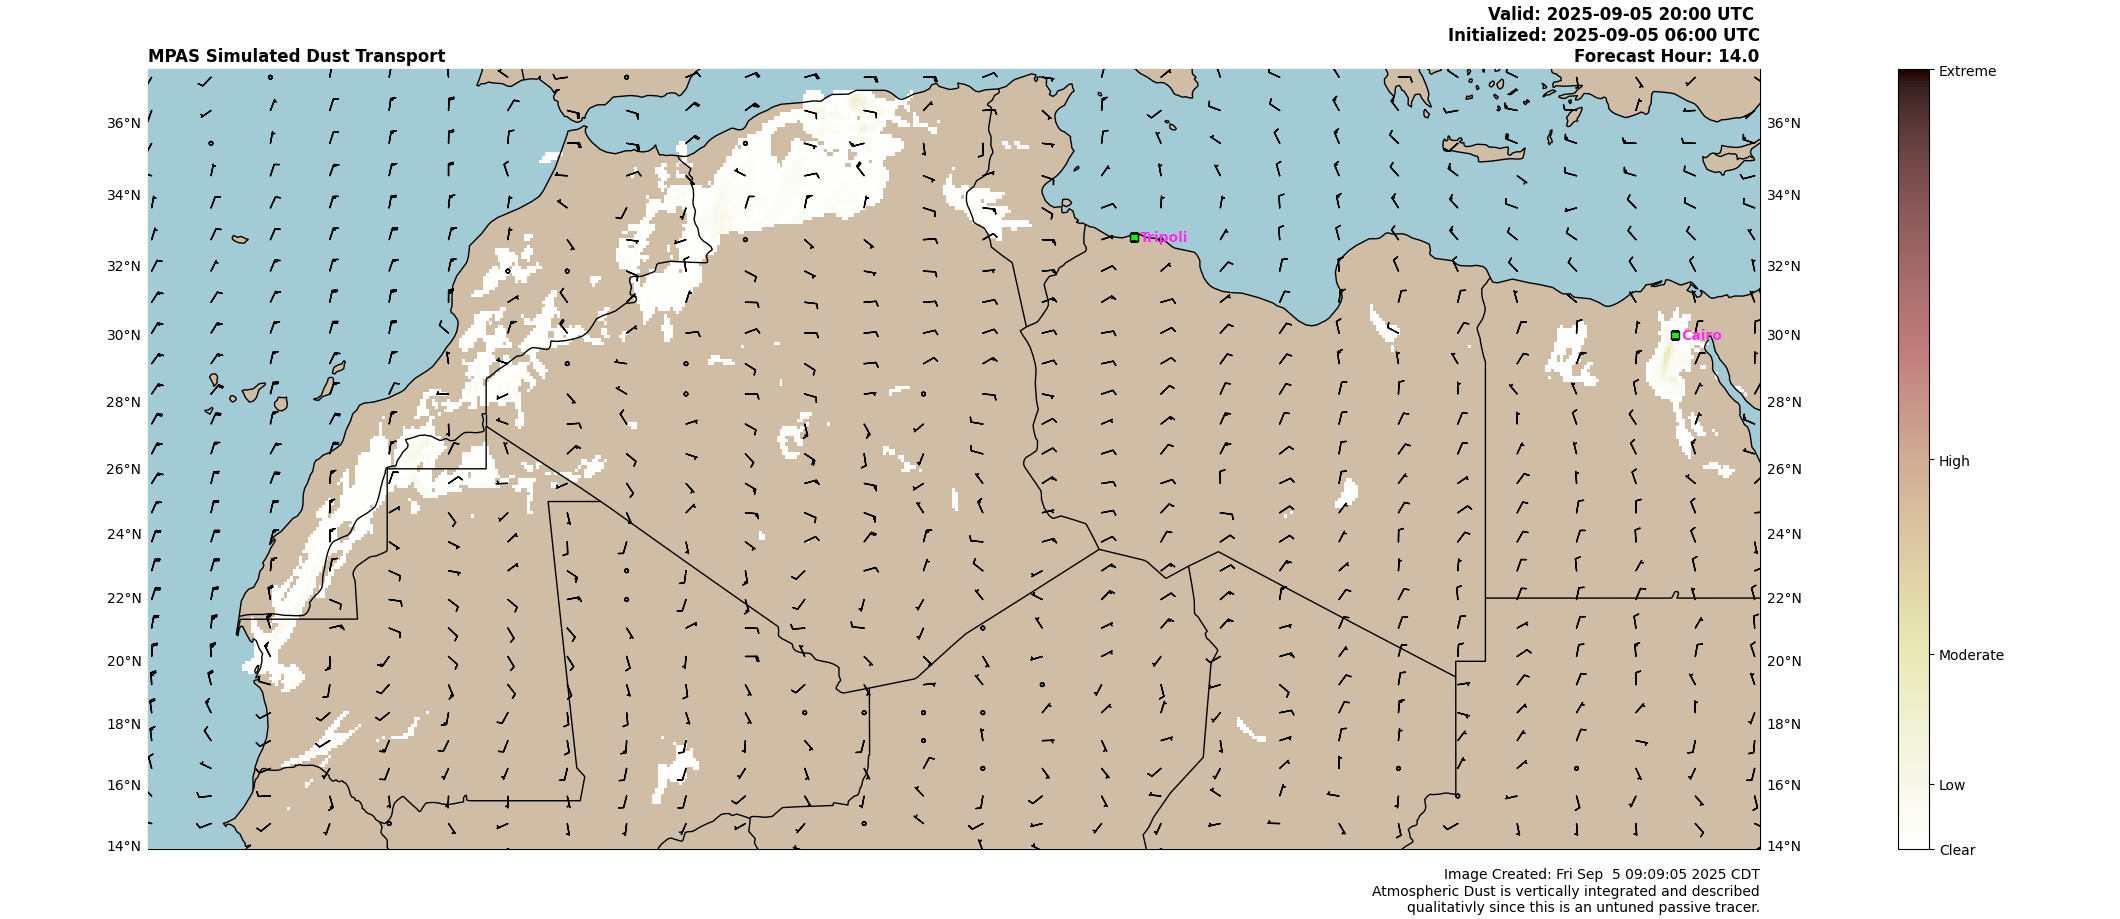 Valid: 2025-09-05 20:00 UTC
Initialized: 2025-09-05 06:00 UTC
MPAS Simulated Dust Transport
Forecast Hour: 14.0
36°N
34°N
32°N
30°N
28°N
26°N
24°N
22°N
20°N
18°N
16°N
14°N
Tripoli
Cairo
36°N
34°N
32°N
30°N
28°N
26°N
24°N
22°N
20°N
18°N
16°N
14°N
Extreme
High
Moderate
Low
Clear
Image Created: Fri Sep  5 09:09:05 2025 CDT
Atmospheric Dust is vertically integrated and described
qualitativly since this is an untuned passive tracer.